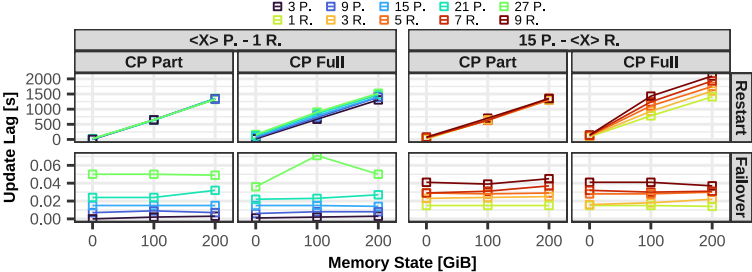 3 P. 9 P. 15 P. 21 P. 27 P.
1 R. 3 R. 5 R. 7 R. 9 R.
<X> P. - 1 R. 15 P. - <X> R.
CP Part CP Full CP Part CP Full
2000
1500
1000
500
0
Restart
0.06
0.04
0.02
0.00
Failover
Update Lag [s]
0 100 200 0 100 200 0 100 200 0 100 200
Memory State [GiB]